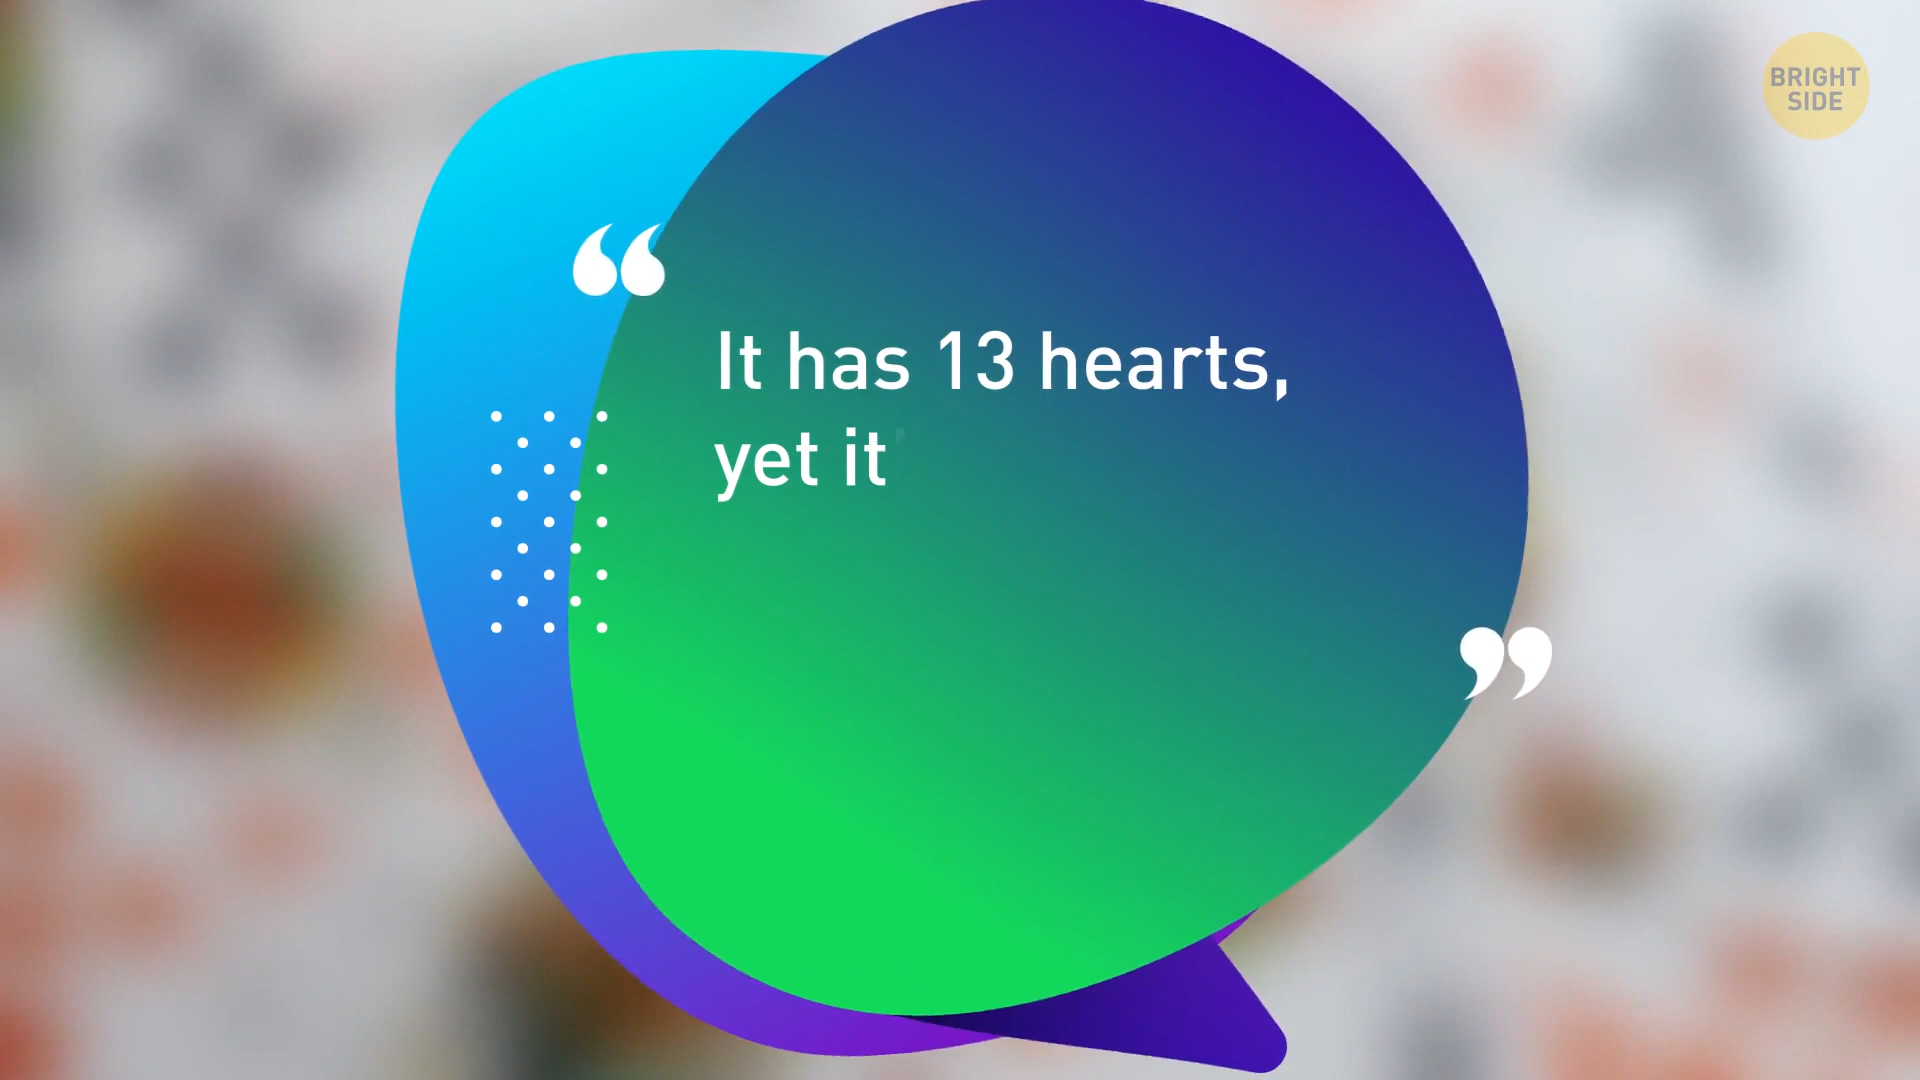 BRIGHT
SIDE
“
It has 13 hearts,
yet it
”